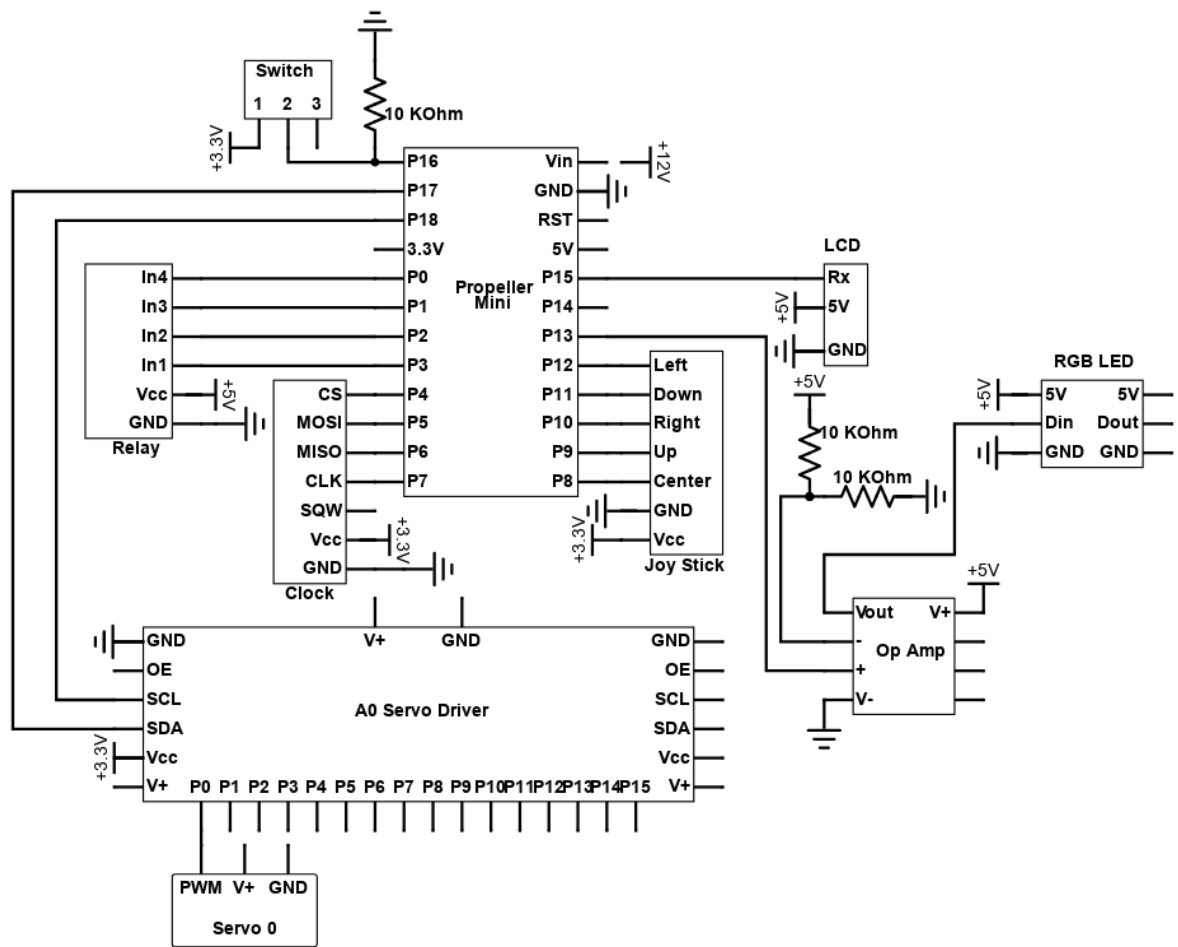 Switch
1 2 3
+3.3V
10 KOhm
P16
P17
P18
3.3V
P0
P1
P2
P3
P4
P5
P6
P7
Propeller
Mini
Vin
GND
RST
5V
P15
P14
P13
P12
P11
P10
P9
P8
+12V
In4
In3
In2
In1
Vcc
GND
+5V
Relay
CS
MOSI
MISO
CLK
SQW
Vcc
GND
+3.3V
Clock
LCD
Rx
5V
GND
+5V
Left
Down
Right
Up
Center
GND
Vcc
+3.3V
Joy Stick
+5V
10 KOhm
10 KOhm
RGB LED
+5V
5V
Din
GND
5V
Dout
GND
Vout
-
+
V-
Op Amp
V+
+5V
V+
GND
GND
OE
SCL
SDA
Vcc
V+
+3.3V
A0 Servo Driver
GND
OE
SCL
SDA
Vcc
V+
P0 P1 P2 P3 P4 P5 P6 P7 P8 P9 P10 P11 P12 P13 P14 P15
PWM V+ GND
Servo 0